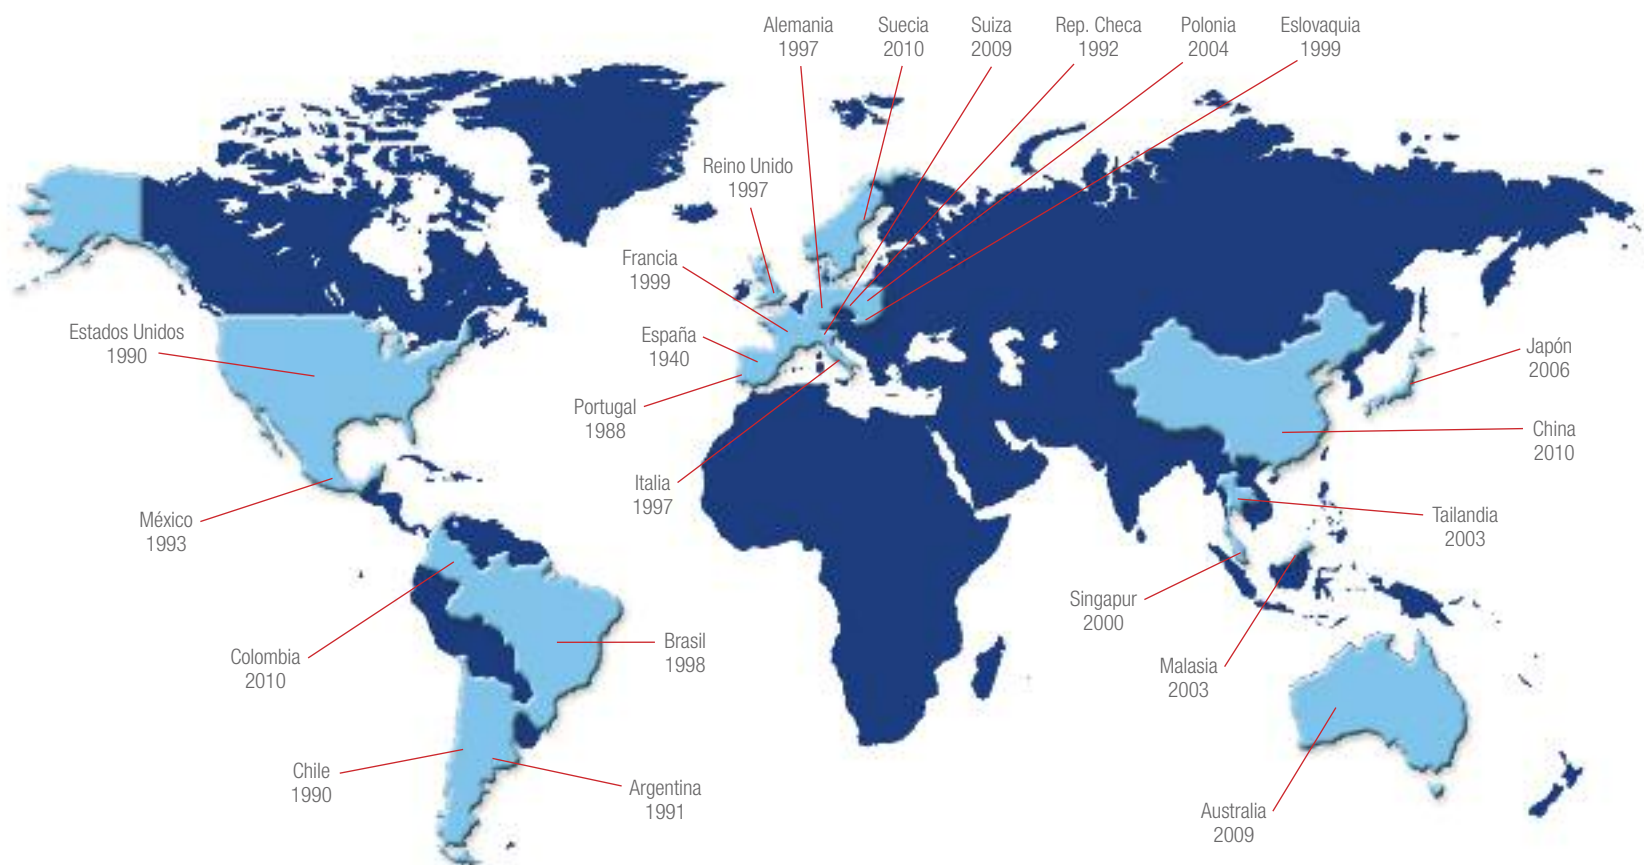 Alemania
1997
Suecia
2010
Suiza
2009
Rep. Checa
1992
Polonia
2004
Eslovaquia
1999
Reino Unido
1997
Francia
1999
España
1940
Portugal
1988
Italia
1997
Estados Unidos
1990
México
1993
Colombia
2010
Brasil
1998
Chile
1990
Argentina
1991
Japón
2006
China
2010
Tailandia
2003
Singapur
2000
Malasia
2003
Australia
2009